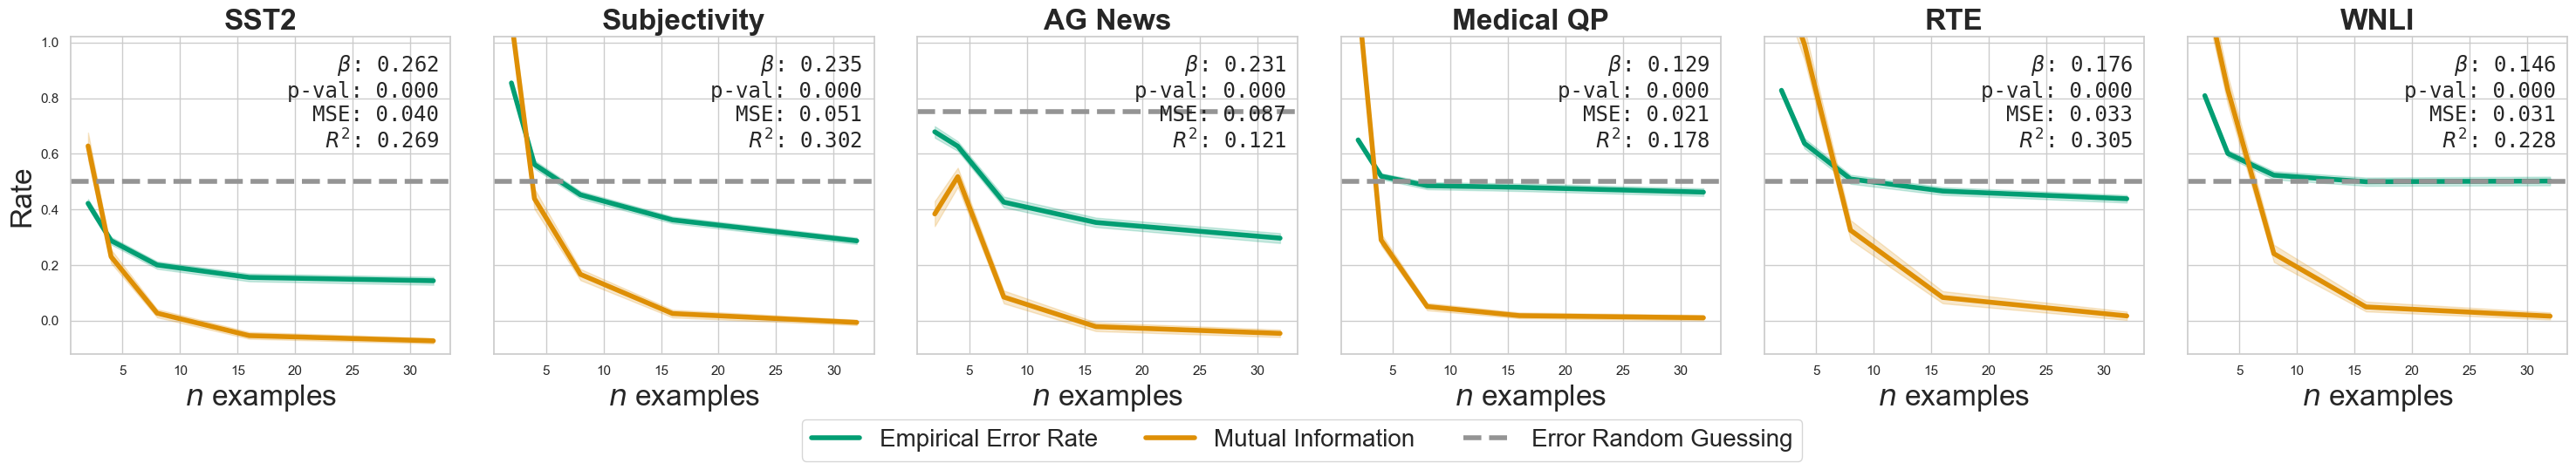 SST2
Subjectivity
AG News
Medical QP
RTE
WNLI
Rate
1.0
0.8
0.6
0.4
0.2
0.0
β: 0.262
p-val: 0.000
MSE: 0.040
R²: 0.269
5 10 15 20 25 30
n examples
β: 0.235
p-val: 0.000
MSE: 0.051
R²: 0.302
5 10 15 20 25 30
n examples
β: 0.231
p-val: 0.000
MSE: 0.087
R²: 0.121
5 10 15 20 25 30
n examples
β: 0.129
p-val: 0.000
MSE: 0.021
R²: 0.178
5 10 15 20 25 30
n examples
β: 0.176
p-val: 0.000
MSE: 0.033
R²: 0.305
5 10 15 20 25 30
n examples
β: 0.146
p-val: 0.000
MSE: 0.031
R²: 0.228
5 10 15 20 25 30
n examples
Empirical Error Rate
Mutual Information
Error Random Guessing